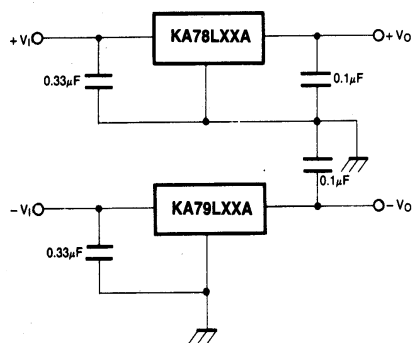 +VI
KA78LXXA
+VO
0.33μF
0.1μF
0.1μF
-VI
KA79LXXA
-VO
0.33μF